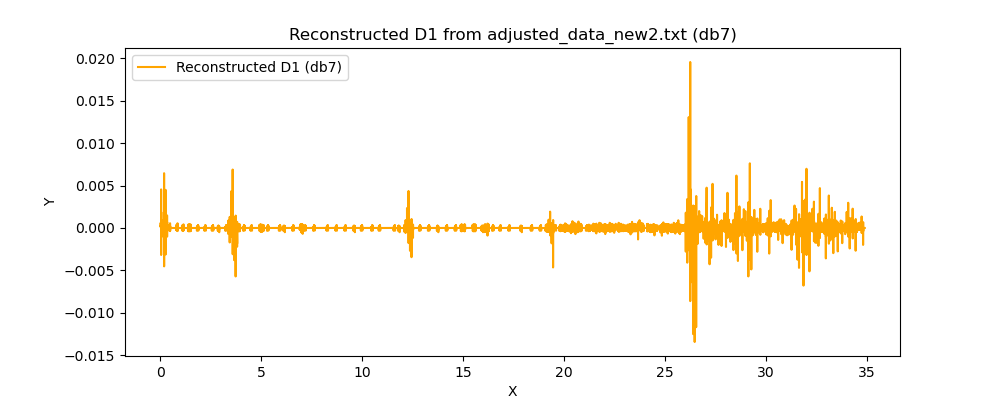 Reconstructed D1 from adjusted_data_new2.txt (db7)
Reconstructed D1 (db7)
0.020
0.015
0.010
0.005
0.000
−0.005
−0.010
−0.015
Y
0 5 10 15 20 25 30 35
X